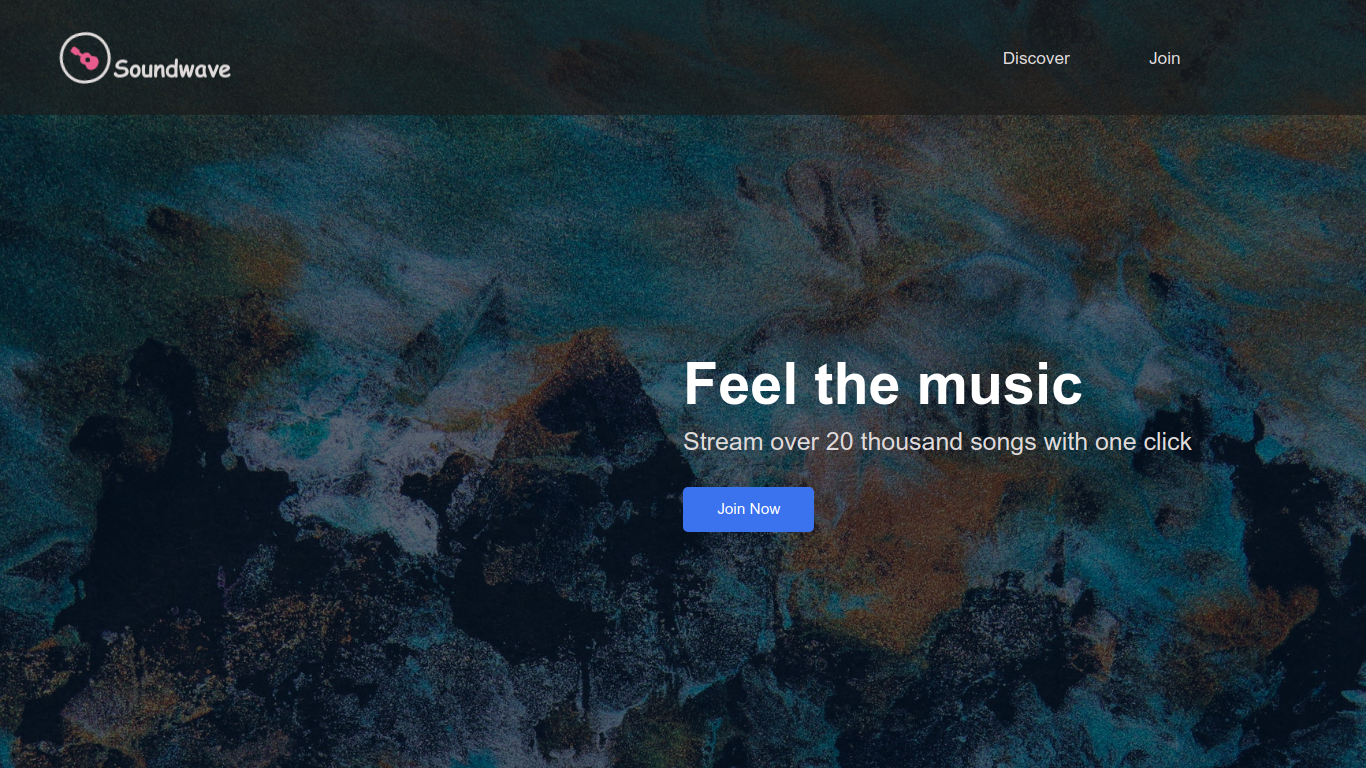 Soundwave
Discover
Join
Feel the music
Stream over 20 thousand songs with one click
Join Now